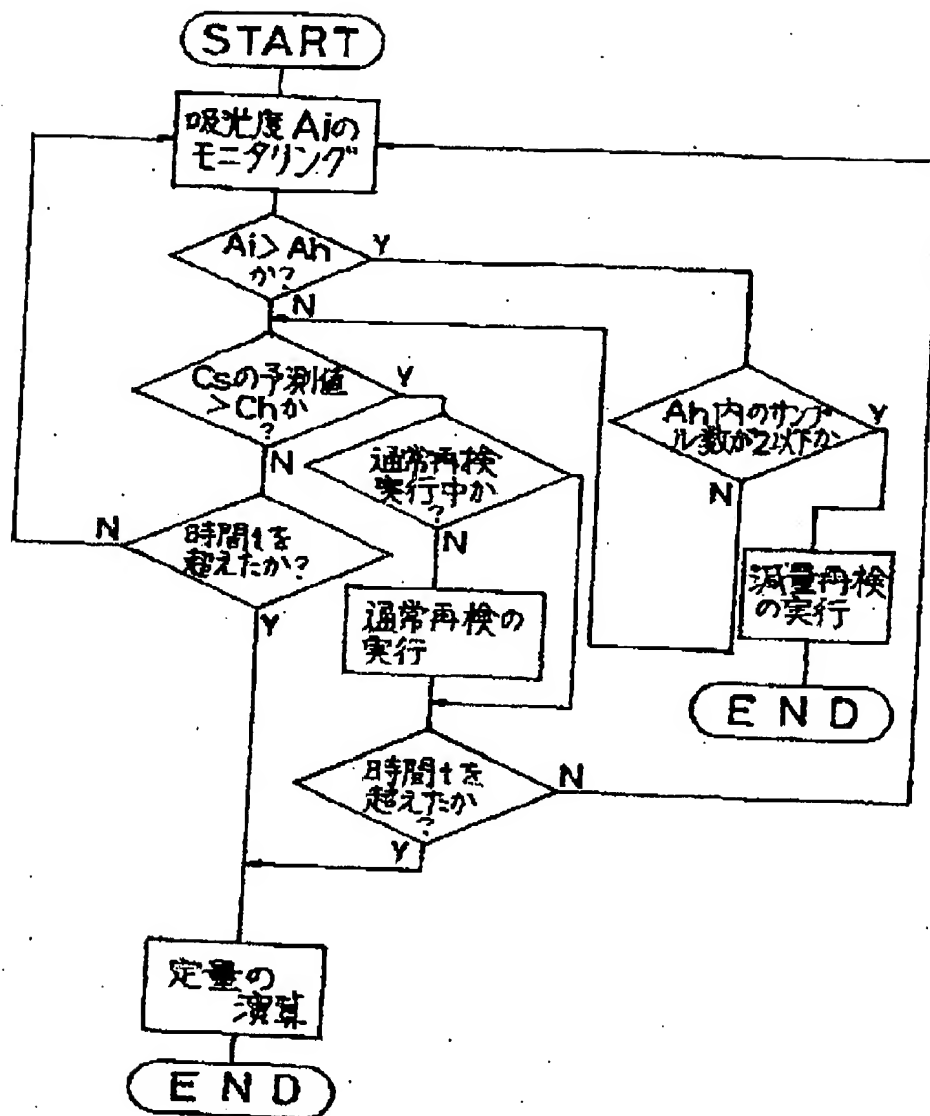 START
吸光度 Aiの
モニタリング
Ai> Ah
か?
Y
N
Csの予測値
>Chか
?
Y
N
通常再検
実行中か
?
N
Ah内のサンプ
ル数が2以下か
Y
N
時間tを
超えたか?
N
Y
通常再検の
実行
減量再検
の実行
END
時間tを
超えたか
?
N
Y
定量の
演算
END